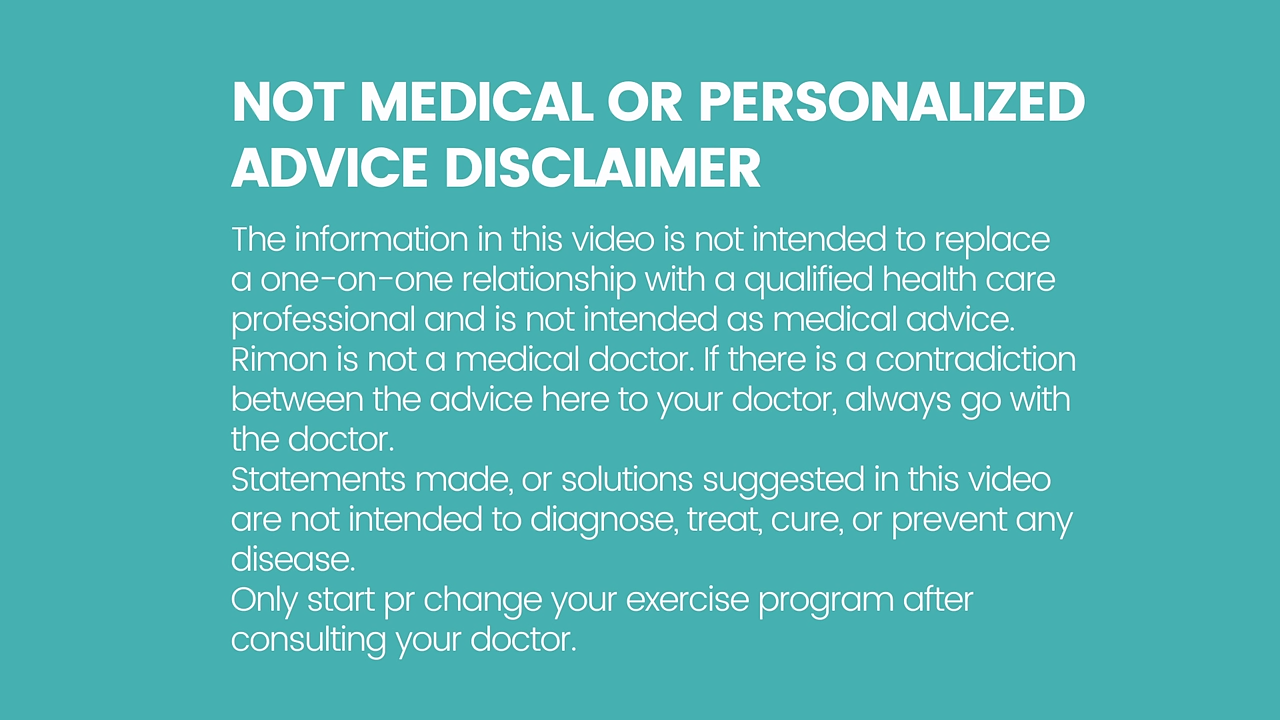 NOT MEDICAL OR PERSONALIZED
ADVICE DISCLAIMER
The information in this video is not intended to replace
a one-on-one relationship with a qualified health care
professional and is not intended as medical advice.
Rimon is not a medical doctor. If there is a contradiction
between the advice here to your doctor, always go with
the doctor.
Statements made, or solutions suggested in this video
are not intended to diagnose, treat, cure, or prevent any
disease.
Only start pr change your exercise program after
consulting your doctor.